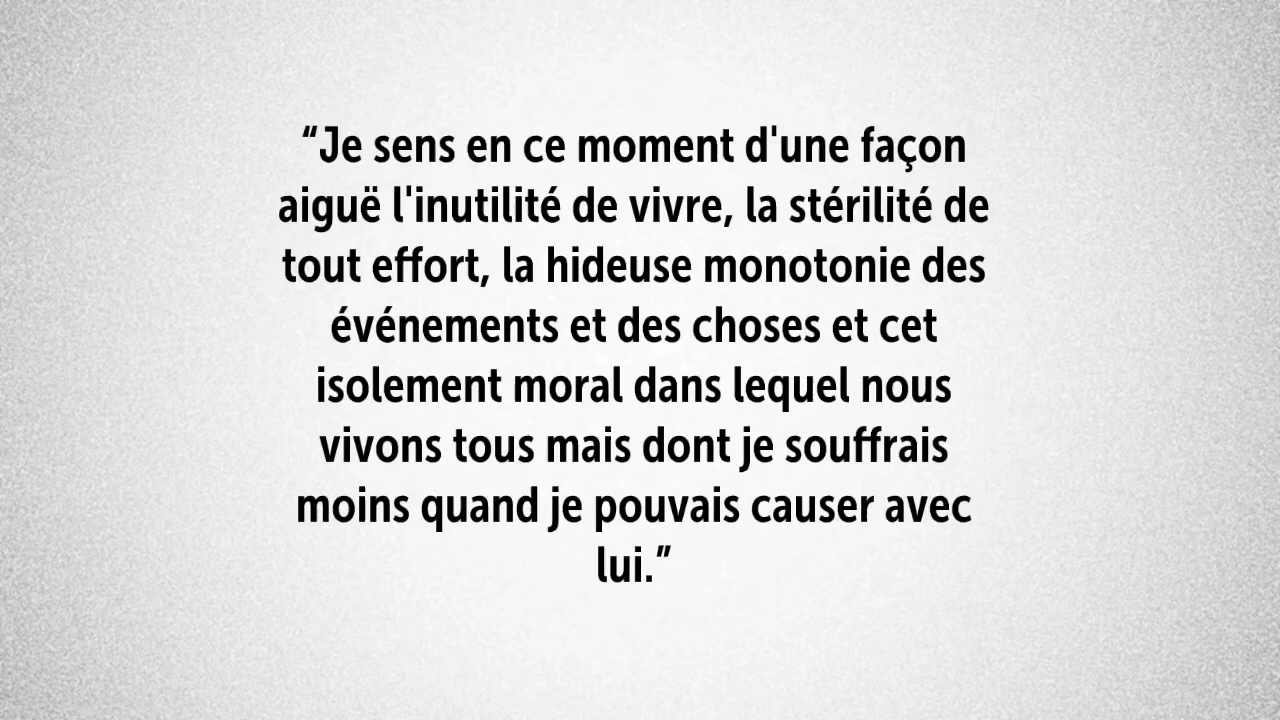 “Je sens en ce moment d'une façon
aiguë l'inutilité de vivre, la stérilité de
tout effort, la hideuse monotonie des
événements et des choses et cet
isolement moral dans lequel nous
vivons tous mais dont je souffrais
moins quand je pouvais causer avec
lui.”